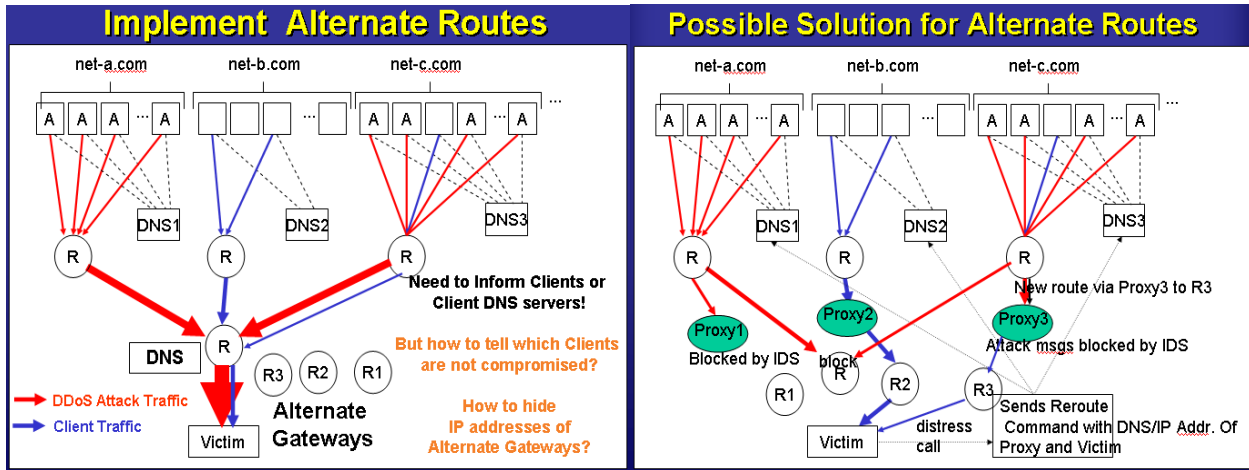 Implement Alternate Routes
net-a.com net-b.com net-c.com
... ... ... ...
A A A A A A A A
DNS1 DNS2 DNS3
R R R
Need to Inform Clients or
Client DNS servers!
DNS R
But how to tell which Clients
are not compromised?
R3 R2 R1
DDoS Attack Traffic
Client Traffic
Alternate
Gateways
How to hide
IP addresses of
Alternate Gateways?
Victim
Possible Solution for Alternate Routes
net-a.com net-b.com net-c.com
... ... ... ...
A A A A A A A A
DNS1 DNS2 DNS3
R R R
New route via Proxy3 to R3
Proxy1 Proxy2 Proxy3
Blocked by IDS block Attack msgs blocked by IDS
R
R1 R2 R3
Sends Reroute
Command with DNS/IP Addr. Of
Proxy and Victim
Victim distress
call